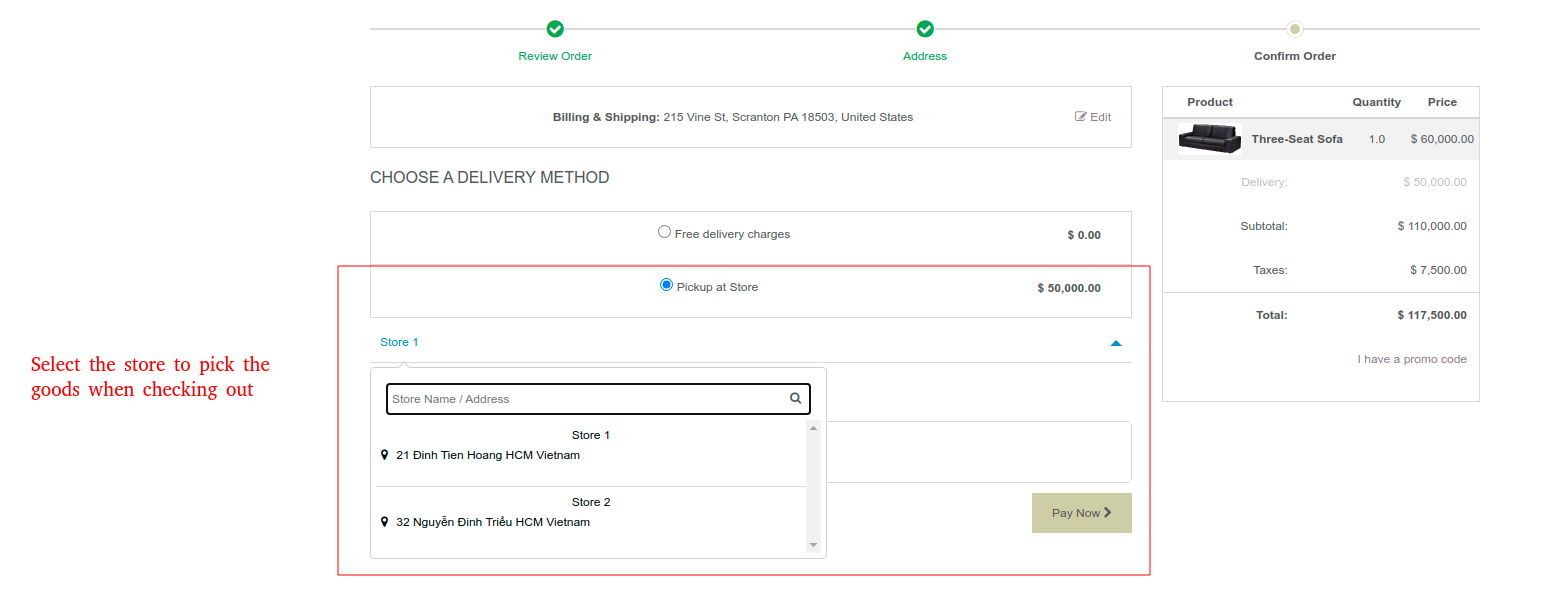 Review Order
Address
Confirm Order
Billing & Shipping: 215 Vine St, Scranton PA 18503, United States
Edit
Product Quantity Price
Three-Seat Sofa 1.0 $ 60,000.00
Delivery: $ 50,000.00
Subtotal: $ 110,000.00
Taxes: $ 7,500.00
Total: $ 117,500.00
I have a promo code
CHOOSE A DELIVERY METHOD
Free delivery charges $ 0.00
Pickup at Store $ 50,000.00
Store 1
Store Name / Address
Store 1
21 Đinh Tien Hoang HCM Vietnam
Store 2
32 Nguyễn Đình Triểu HCM Vietnam
Pay Now
Select the store to pick the
goods when checking out